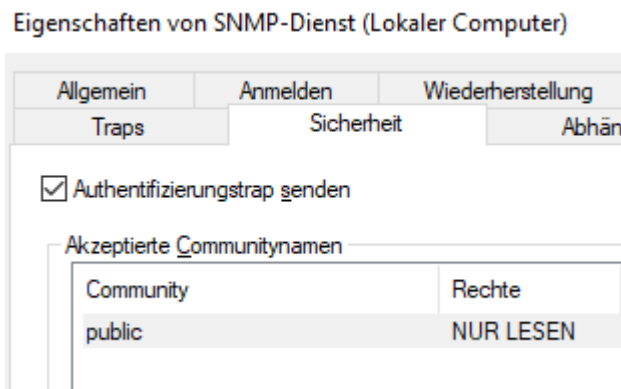 Eigenschaften von SNMP-Dienst (Lokaler Computer)
Allgemein Anmelden Wiederherstellung
Traps Sicherheit
Authentifizierungstrap senden
Akzeptierte Communitynamen
Community Rechte
public NUR LESEN